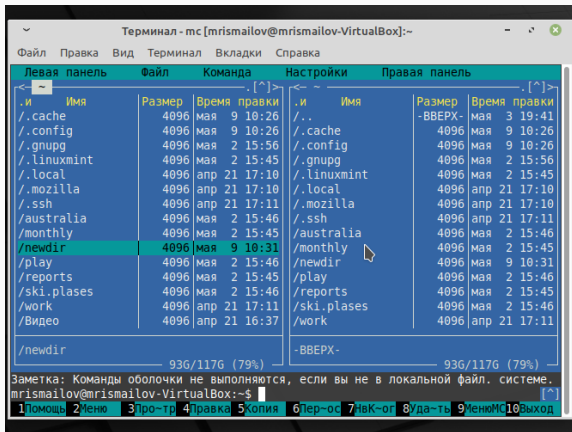 Терминал - mc [mrismailov@mrismailov-VirtualBox]:~
Файл Правка Вид Терминал Вкладки Справка
Левая панель Файл Команда Настройки Правая панель
<- ~ .[^]> <- ~ .[^]>
.и Имя Размер Время правки .и Имя Размер Время правки
/.cache 4096 мая 9 10:26 /.. -ВВЕРХ- мая 3 19:41
/.config 4096 мая 9 10:26 /.cache 4096 мая 9 10:26
/.gnupg 4096 мая 2 15:56 /.config 4096 мая 9 10:26
/.linuxmint 4096 мая 2 15:45 /.gnupg 4096 мая 2 15:56
/.local 4096 апр 21 17:10 /.linuxmint 4096 мая 2 15:45
/.mozilla 4096 апр 21 17:10 /.local 4096 апр 21 17:10
/.ssh 4096 апр 21 17:11 /.mozilla 4096 апр 21 17:10
/australia 4096 мая 2 15:46 /.ssh 4096 апр 21 17:11
/monthly 4096 мая 2 15:45 /australia 4096 мая 2 15:46
/newdir 4096 мая 9 10:31 /monthly 4096 мая 2 15:45
/play 4096 мая 2 15:46 /newdir 4096 мая 9 10:31
/reports 4096 мая 2 15:45 /play 4096 мая 2 15:46
/ski.plases 4096 мая 2 15:46 /reports 4096 мая 2 15:45
/work 4096 апр 21 17:11 /ski.plases 4096 мая 2 15:46
/Видео 4096 апр 21 16:37 /work 4096 апр 21 17:11
/newdir -ВВЕРХ-
93G/117G (79%) 93G/117G (79%)
Заметка: Команды оболочки не выполняются, если вы не в локальной файл. системе.
mrismailov@mrismailov-VirtualBox:~$ [^]
1Помощь 2Меню 3Про~тр 4Правка 5Копия 6Пер~ос 7НвК~ог 8Уда~ть 9МенюMC 10Выход